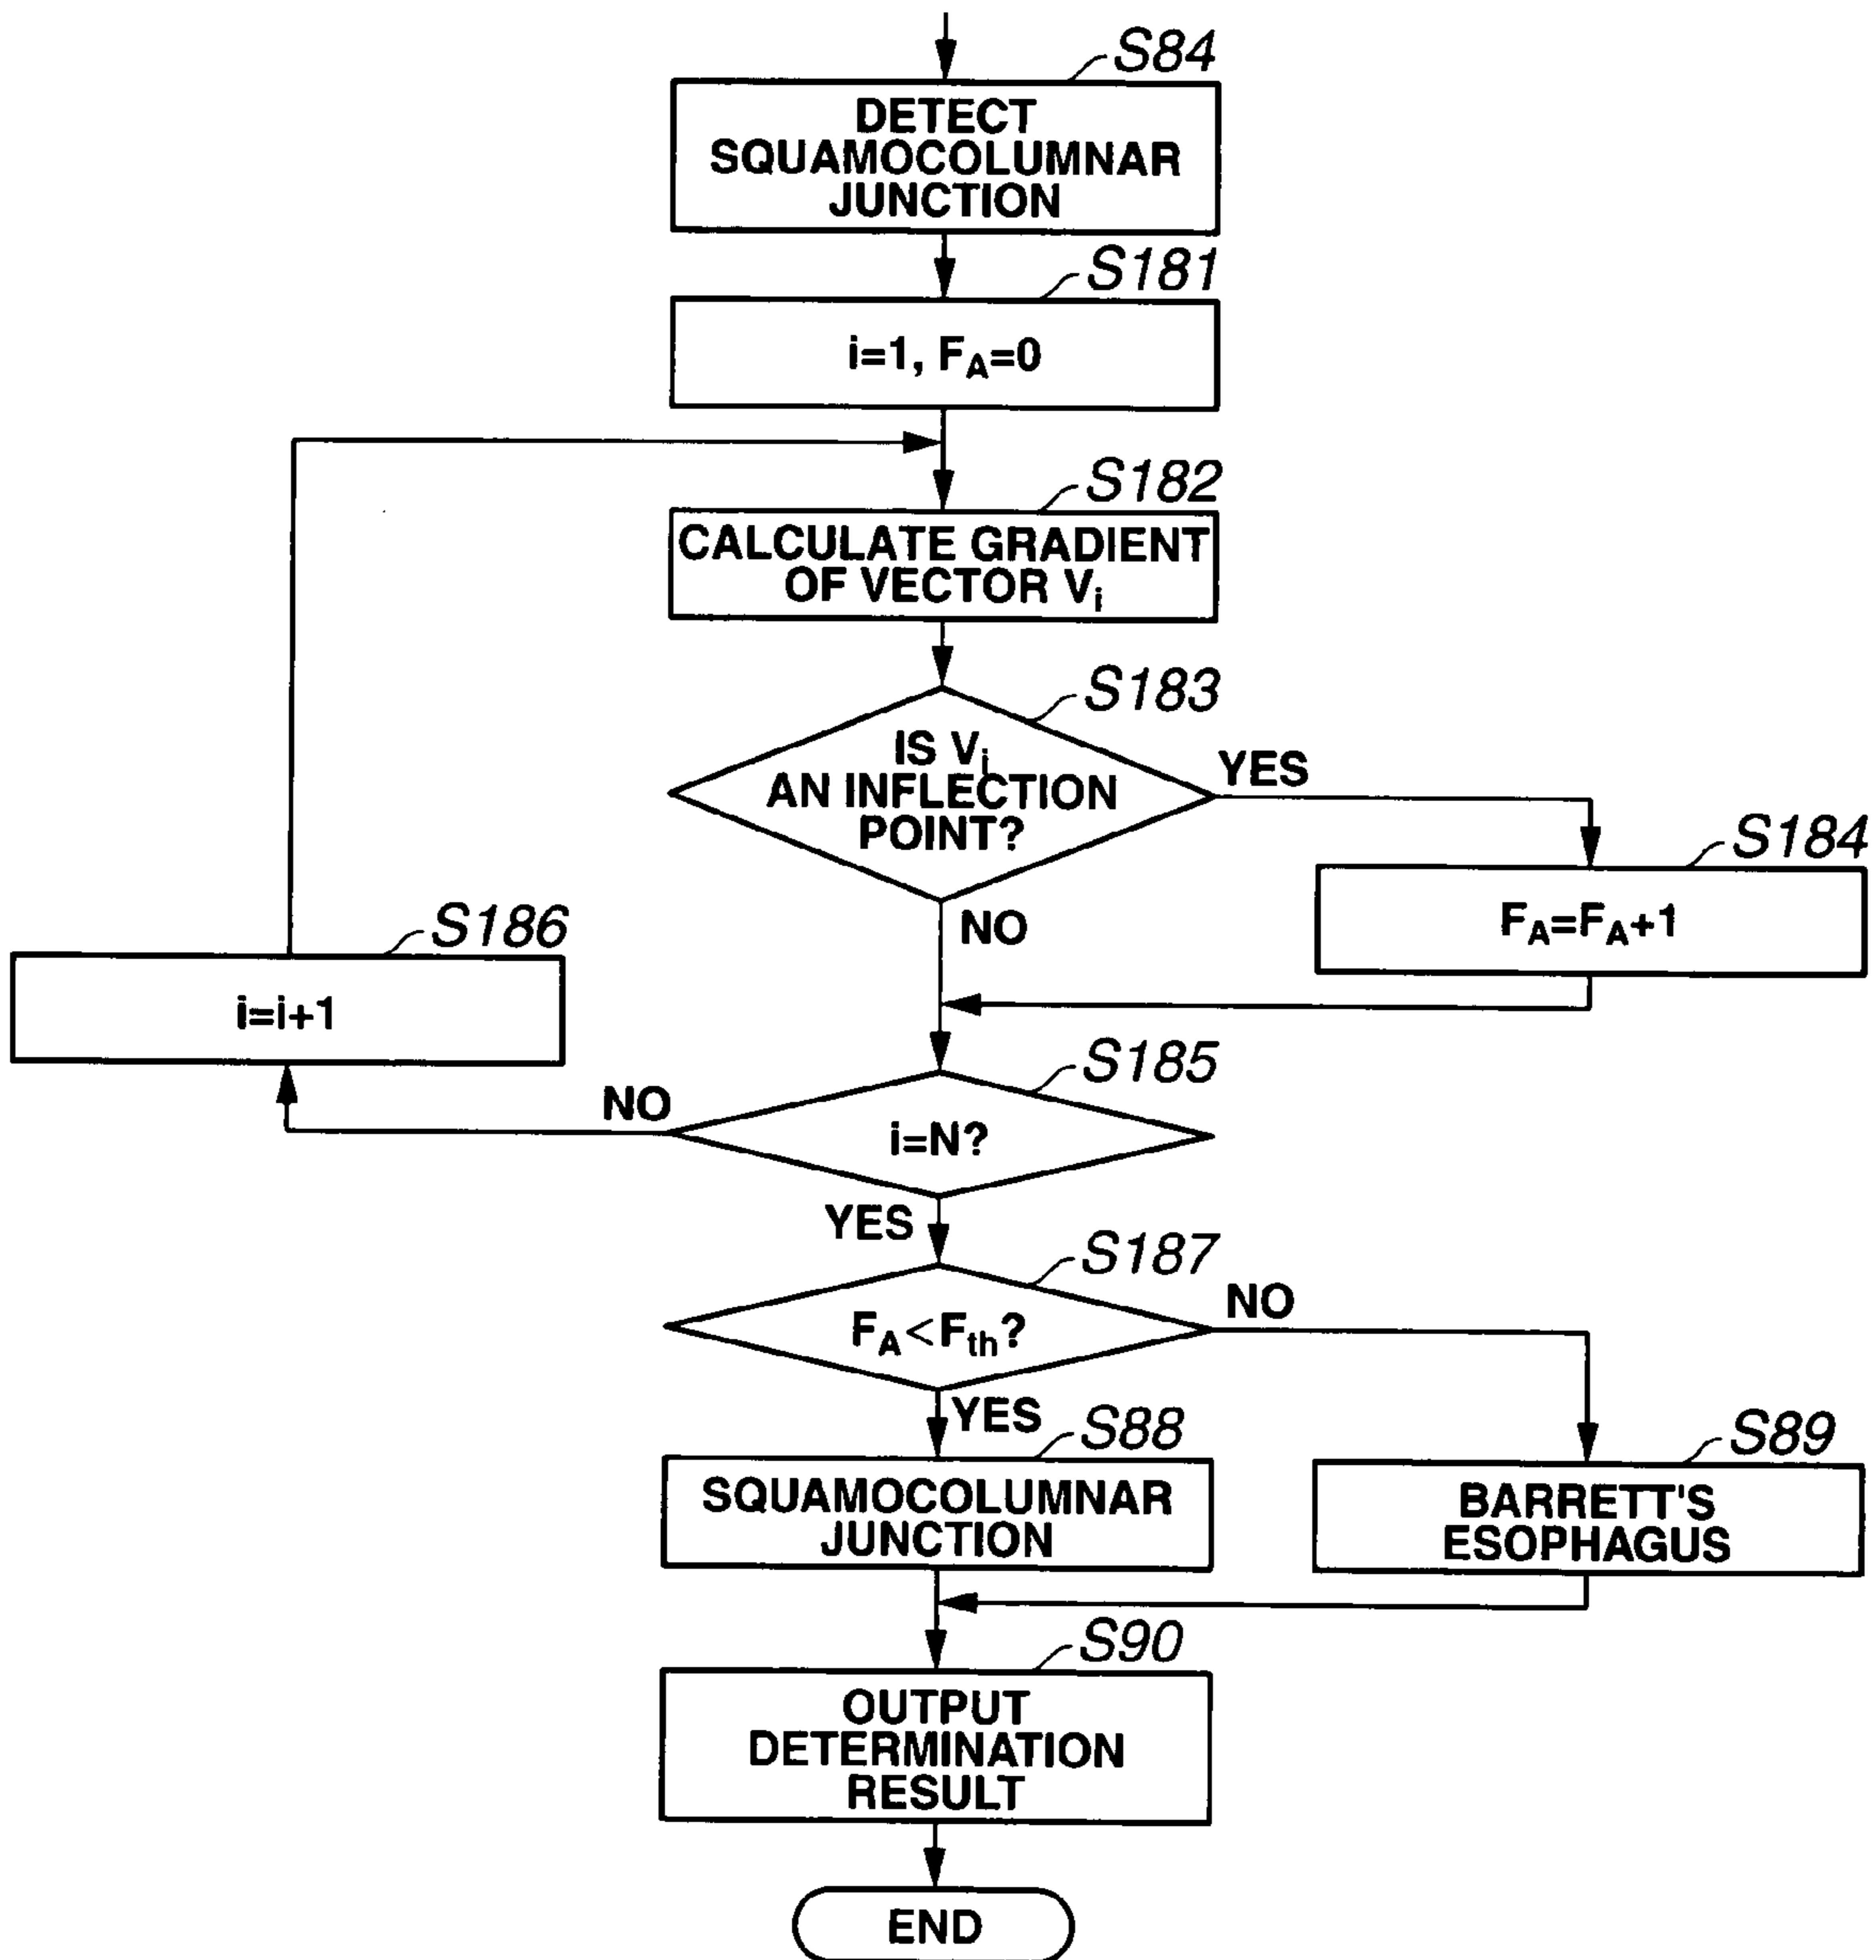 S84
DETECT
SQUAMOCOLUMNAR
JUNCTION
S181
i=1, FA=0
S182
CALCULATE GRADIENT
OF VECTOR Vi
S183
IS Vi
AN INFLECTION
POINT?
YES
S184
FA=FA+1
NO
S186
i=i+1
S185
i=N?
NO
YES
S187
FA<Fth?
NO
YES
S88
SQUAMOCOLUMNAR
JUNCTION
S89
BARRETT'S
ESOPHAGUS
S90
OUTPUT
DETERMINATION
RESULT
END